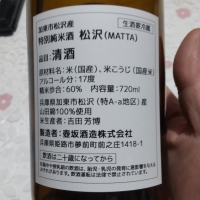 加東市松沢産
生酒要冷蔵
特別純米酒 松沢(MATTA)
品目: 清酒
原材料名: 米(国産)、米こうじ(国産米)
アルコール分: 17度
精米歩合: 60% 内容量: 720ml
兵庫県加東市松沢(特A-a地区)産
山田錦100%使用
生産者: 吉田 芳博
製造者: 壺坂酒造株式会社
兵庫県姫路市夢前町前之庄1418-1
飲酒は二十歳になってから